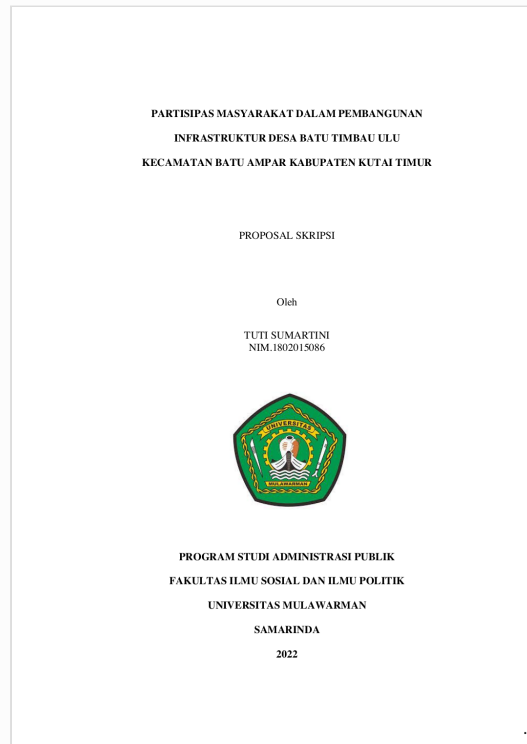 PARTISIPAS MASYARAKAT DALAM PEMBANGUNAN
INFRASTRUKTUR DESA BATU TIMBAU ULU
KECAMATAN BATU AMPAR KABUPATEN KUTAI TIMUR
PROPOSAL SKRIPSI
Oleh
TUTI SUMARTINI
NIM.1802015086
UNIVERSITAS
MULAWARMAN
PROGRAM STUDI ADMINISTRASI PUBLIK
FAKULTAS ILMU SOSIAL DAN ILMU POLITIK
UNIVERSITAS MULAWARMAN
SAMARINDA
2022